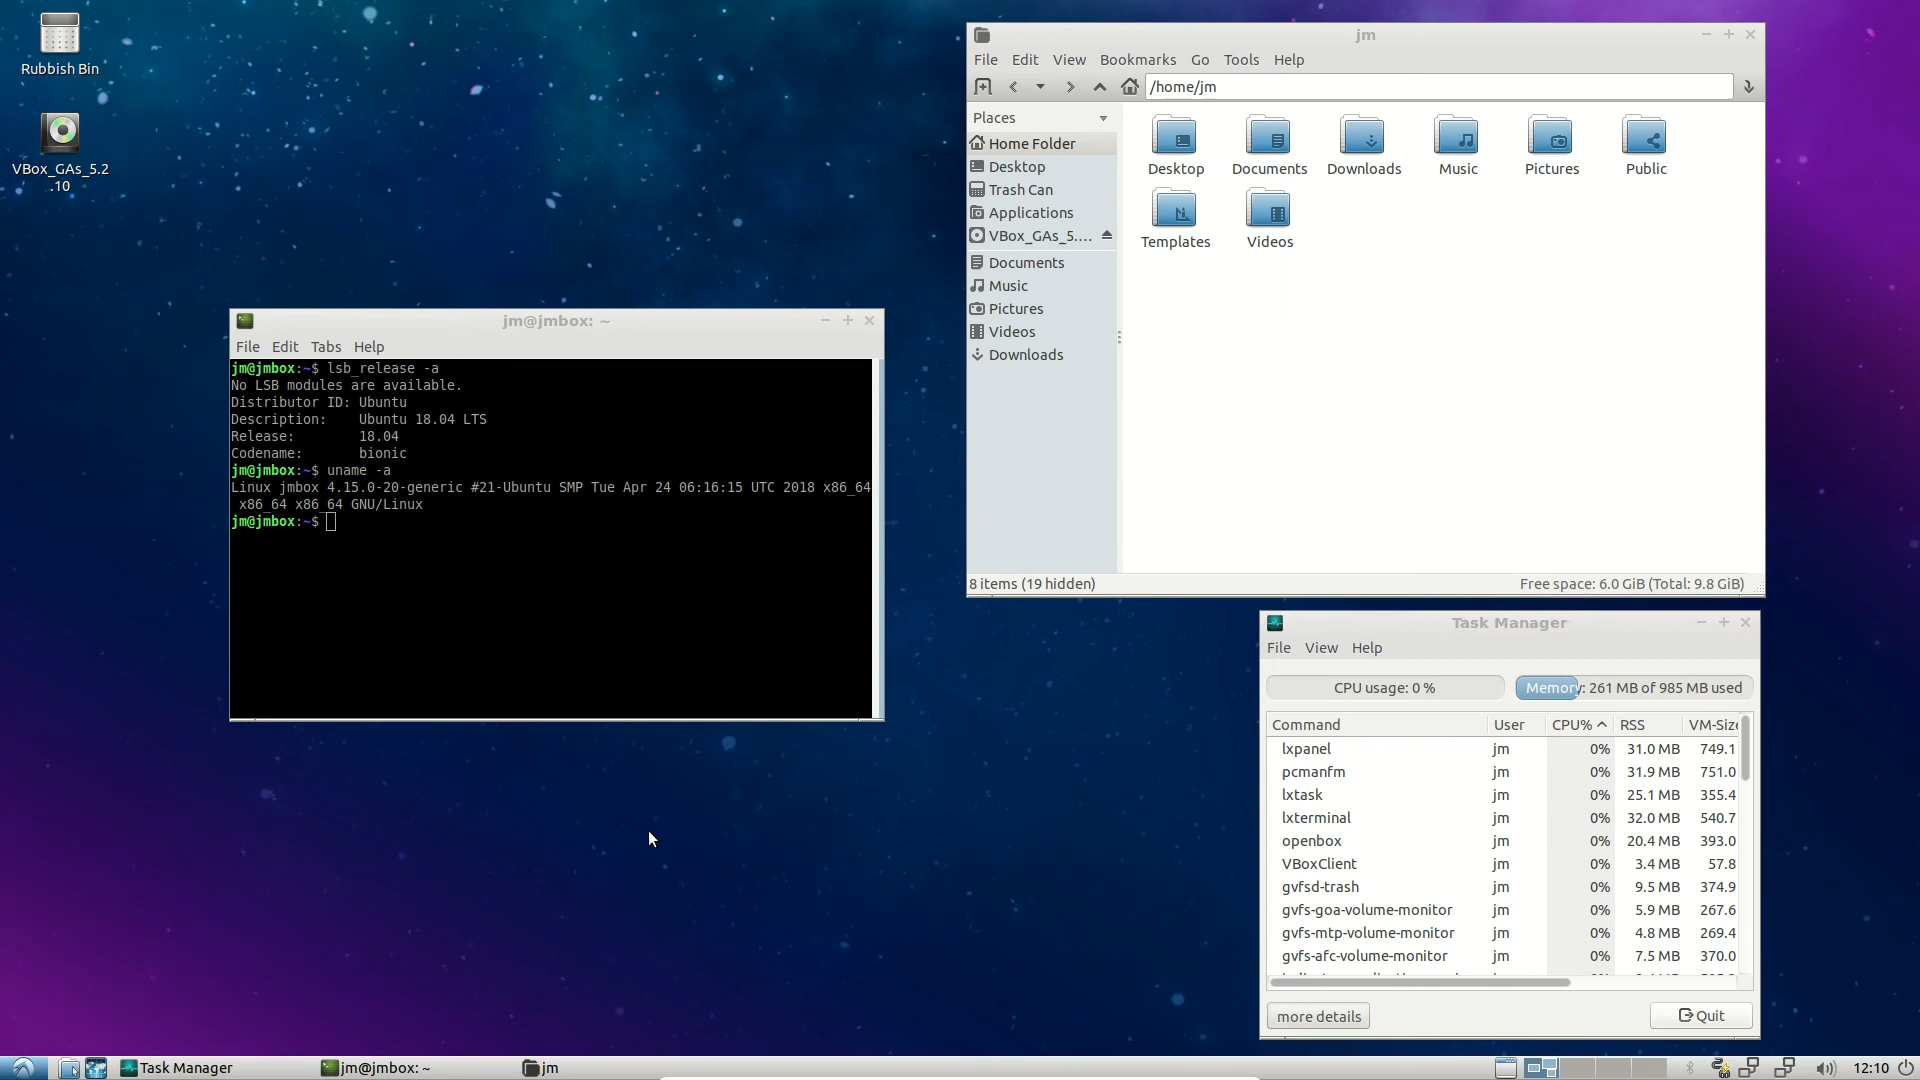 Rubbish Bin
VBox_GAs_5.2
.10
jm
File Edit View Bookmarks Go Tools Help
/home/jm
Places
Home Folder
Desktop
Trash Can
Applications
VBox_GAs_5....
Documents
Music
Pictures
Videos
Downloads
Desktop Documents Downloads Music Pictures Public
Templates Videos
8 items (19 hidden) Free space: 6.0 GiB (Total: 9.8 GiB)
jm@jmbox: ~
File Edit Tabs Help
jm@jmbox:~$ lsb_release -a
No LSB modules are available.
Distributor ID: Ubuntu
Description: Ubuntu 18.04 LTS
Release: 18.04
Codename: bionic
jm@jmbox:~$ uname -a
Linux jmbox 4.15.0-20-generic #21-Ubuntu SMP Tue Apr 24 06:16:15 UTC 2018 x86_64
x86_64 x86_64 GNU/Linux
jm@jmbox:~$
Task Manager
File View Help
CPU usage: 0 % Memory: 261 MB of 985 MB used
Command User CPU% RSS VM-Size
lxpanel jm 0% 31.0 MB 749.1
pcmanfm jm 0% 31.9 MB 751.0
lxtask jm 0% 25.1 MB 355.4
lxterminal jm 0% 32.0 MB 540.7
openbox jm 0% 20.4 MB 393.0
VBoxClient jm 0% 3.4 MB 57.8
gvfsd-trash jm 0% 9.5 MB 374.9
gvfs-goa-volume-monitor jm 0% 5.9 MB 267.6
gvfs-mtp-volume-monitor jm 0% 4.8 MB 269.4
gvfs-afc-volume-monitor jm 0% 7.5 MB 370.0
more details Quit
Task Manager jm@jmbox: ~ jm 12:10